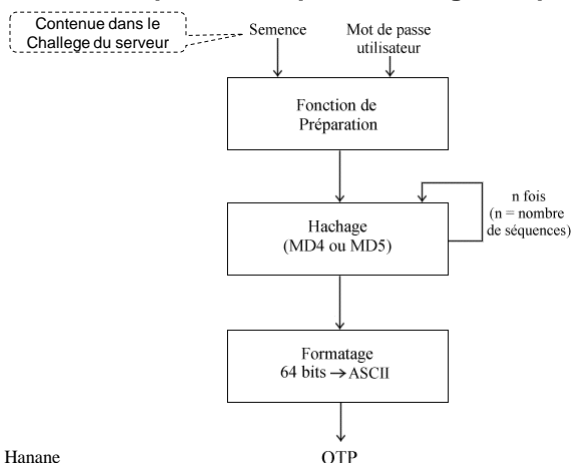 Contenue dans le
Challege du serveur
Semence
Mot de passe
utilisateur
Fonction de
Préparation
n fois
(n = nombre
de séquences)
Hachage
(MD4 ou MD5)
Formatage
64 bits → ASCII
Hanane
OTP